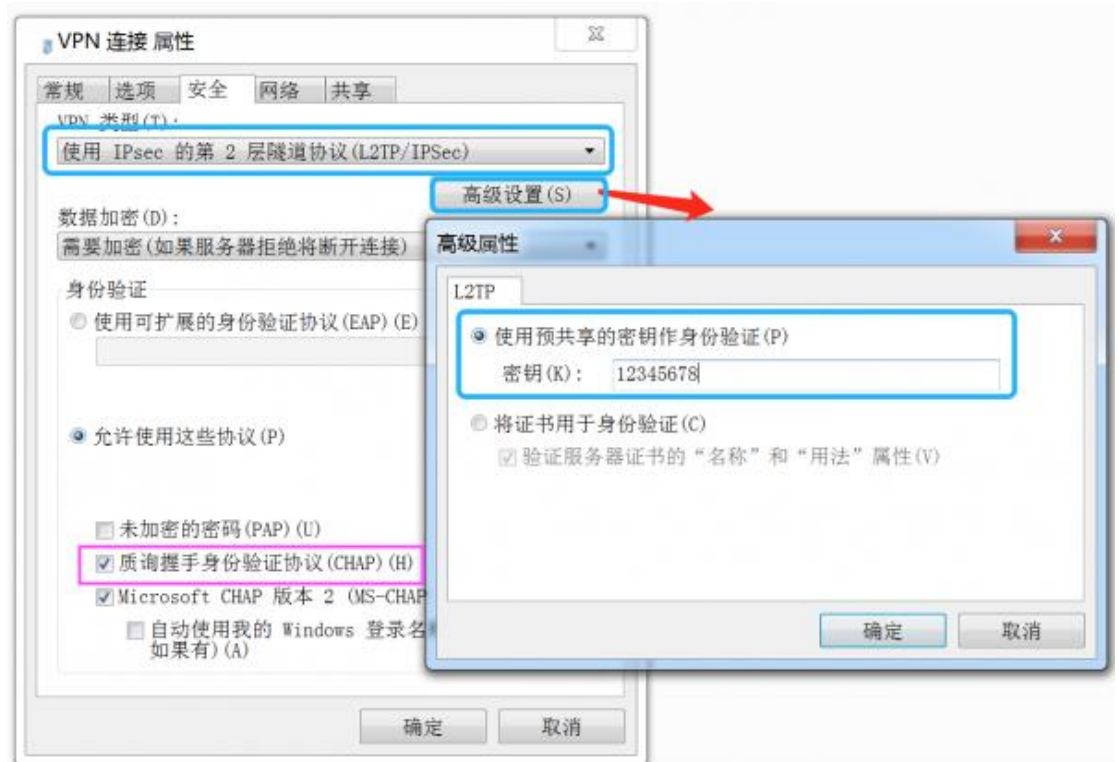 VPN 连接 属性
常规
选项
安全
网络
共享
VPN 类型(T):
使用 IPsec 的第 2 层隧道协议(L2TP/IPSec)
高级设置(S)
数据加密(D):
需要加密(如果服务器拒绝将断开连接)
身份验证
使用可扩展的身份验证协议(EAP)(E)
允许使用这些协议(P)
未加密的密码(PAP)(U)
质询握手身份验证协议(CHAP)(H)
Microsoft CHAP 版本 2 (MS-CHAP
自动使用我的 Windows 登录名
如果有)(A)
确定
取消
高级属性
L2TP
使用预共享的密钥作身份验证(P)
密钥(K): 12345678
将证书用于身份验证(C)
验证服务器证书的“名称”和“用法”属性(V)
确定
取消